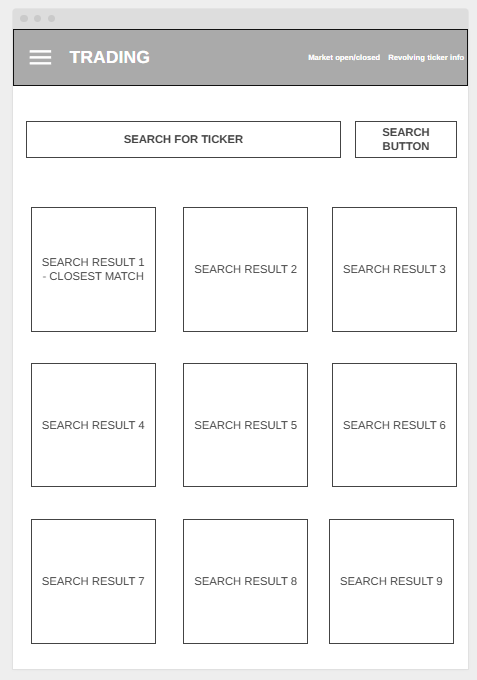 TRADING
Market open/closed
Revolving ticker info
SEARCH FOR TICKER
SEARCH
BUTTON
SEARCH RESULT 1
- CLOSEST MATCH
SEARCH RESULT 2
SEARCH RESULT 3
SEARCH RESULT 4
SEARCH RESULT 5
SEARCH RESULT 6
SEARCH RESULT 7
SEARCH RESULT 8
SEARCH RESULT 9